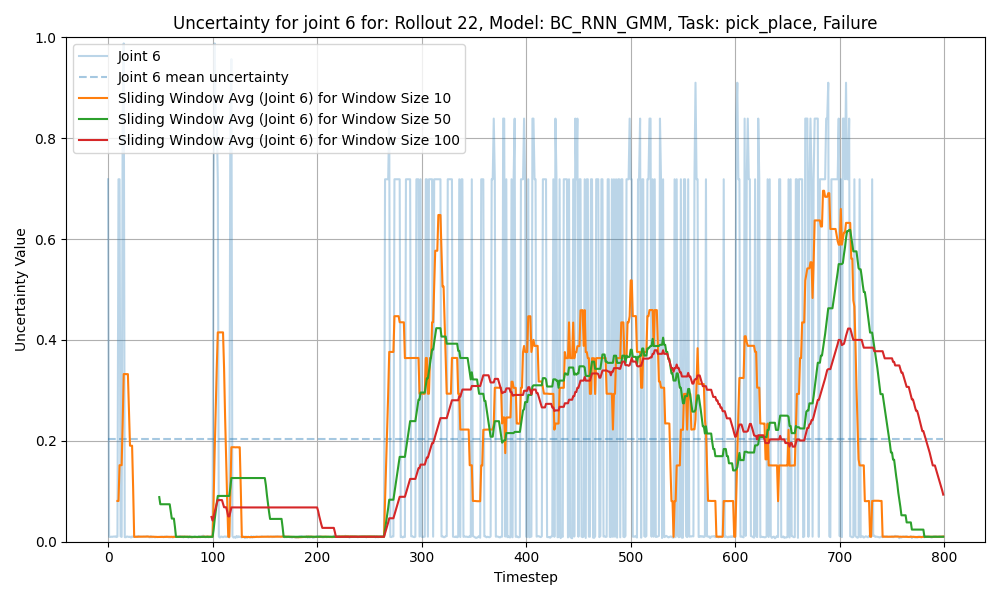 Uncertainty for joint 6 for: Rollout 22, Model: BC_RNN_GMM, Task: pick_place, Failure
Joint 6
Joint 6 mean uncertainty
Sliding Window Avg (Joint 6) for Window Size 10
Sliding Window Avg (Joint 6) for Window Size 50
Sliding Window Avg (Joint 6) for Window Size 100
Uncertainty Value
1.0
0.8
0.6
0.4
0.2
0.0
0 100 200 300 400 500 600 700 800
Timestep